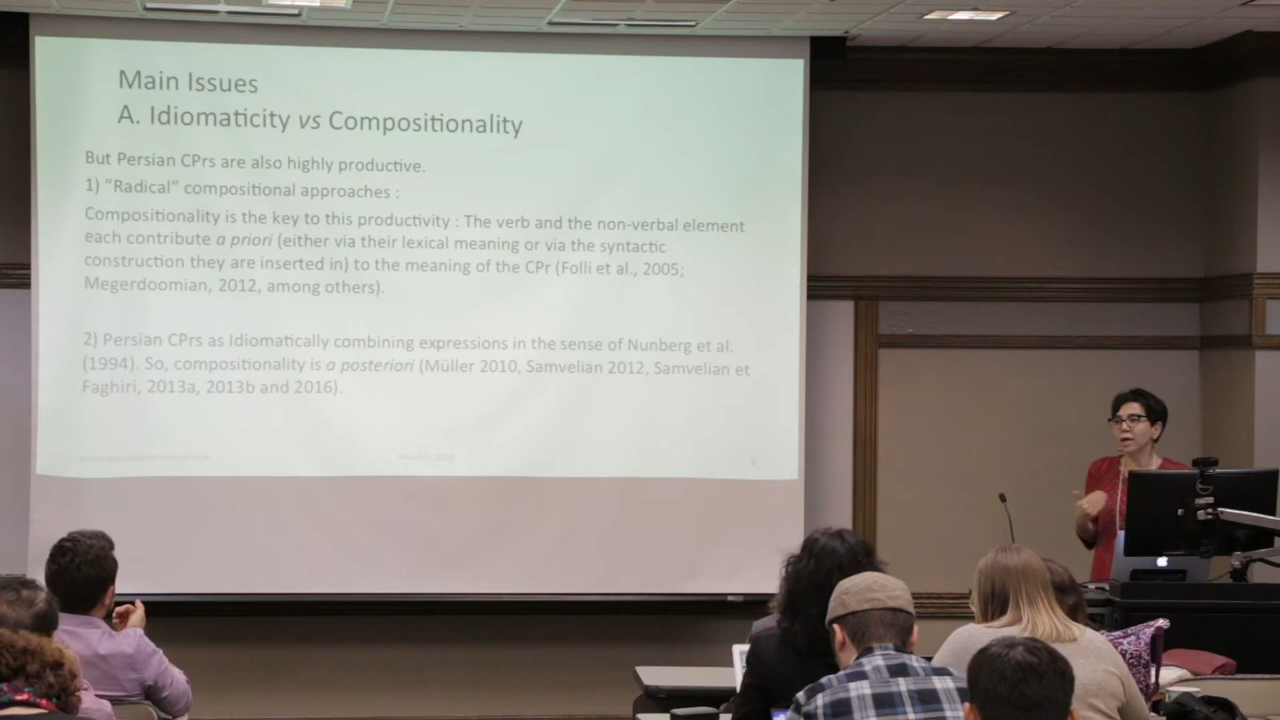 Main Issues
A. Idiomaticity vs Compositionality
But Persian CPrs are also highly productive.
1) “Radical” compositional approaches :
Compositionality is the key to this productivity : The verb and the non-verbal element
each contribute a priori (either via their lexical meaning or via the syntactic
construction they are inserted in) to the meaning of the CPr (Folli et al., 2005;
Megerdoomian, 2012, among others).
2) Persian CPrs as Idiomatically combining expressions in the sense of Nunberg et al.
(1994). So, compositionality is a posteriori (Müller 2010, Samvelian 2012, Samvelian et
Faghiri, 2013a, 2013b and 2016).